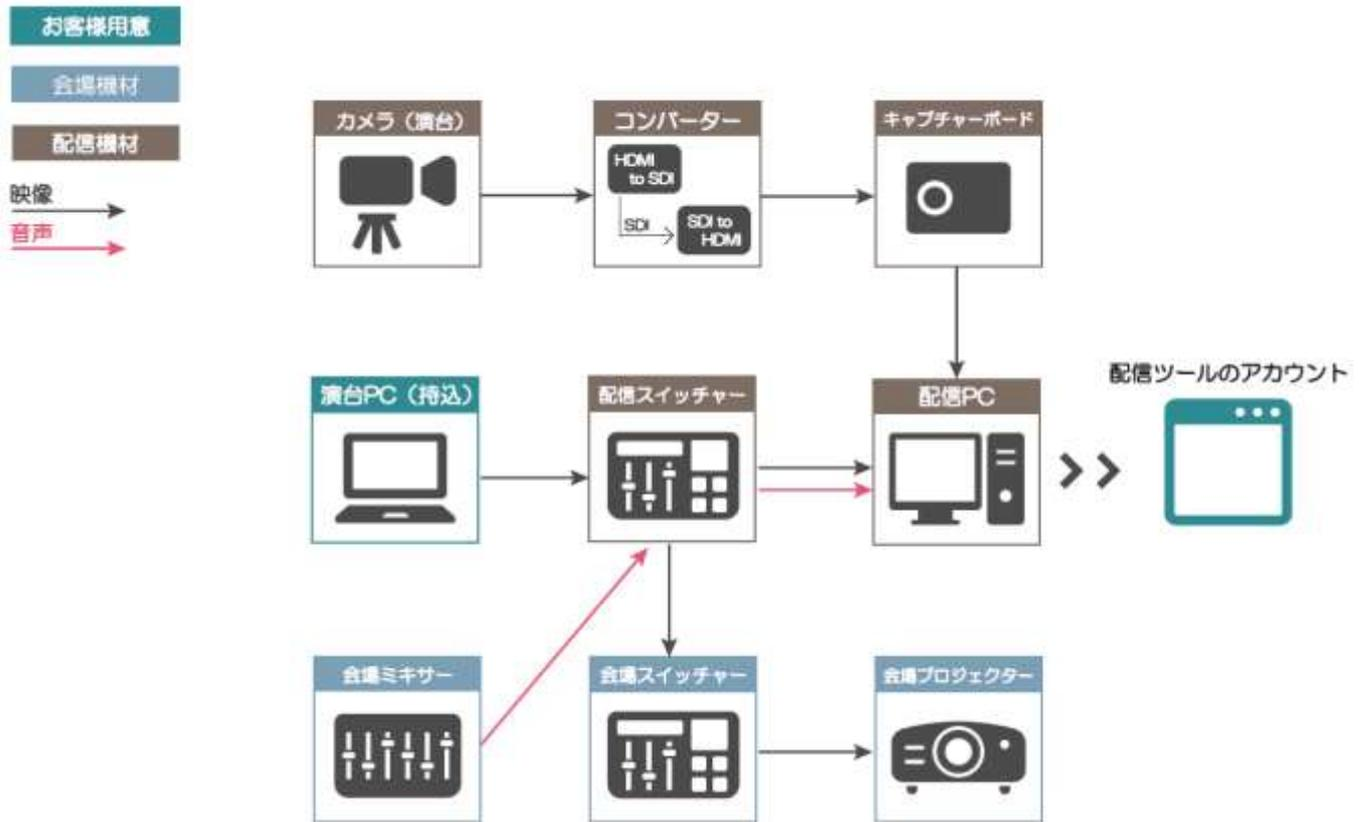 お客様用意
会場機材
配信機材
映像
音声
カメラ（演台）
コンバーター
キャプチャーボード
HDMI
to SDI
SDI
SDI to
HDMI
演台PC（持込）
配信スイッチャー
配信PC
配信ツールのアカウント
会場ミキサー
会場スイッチャー
会場プロジェクター